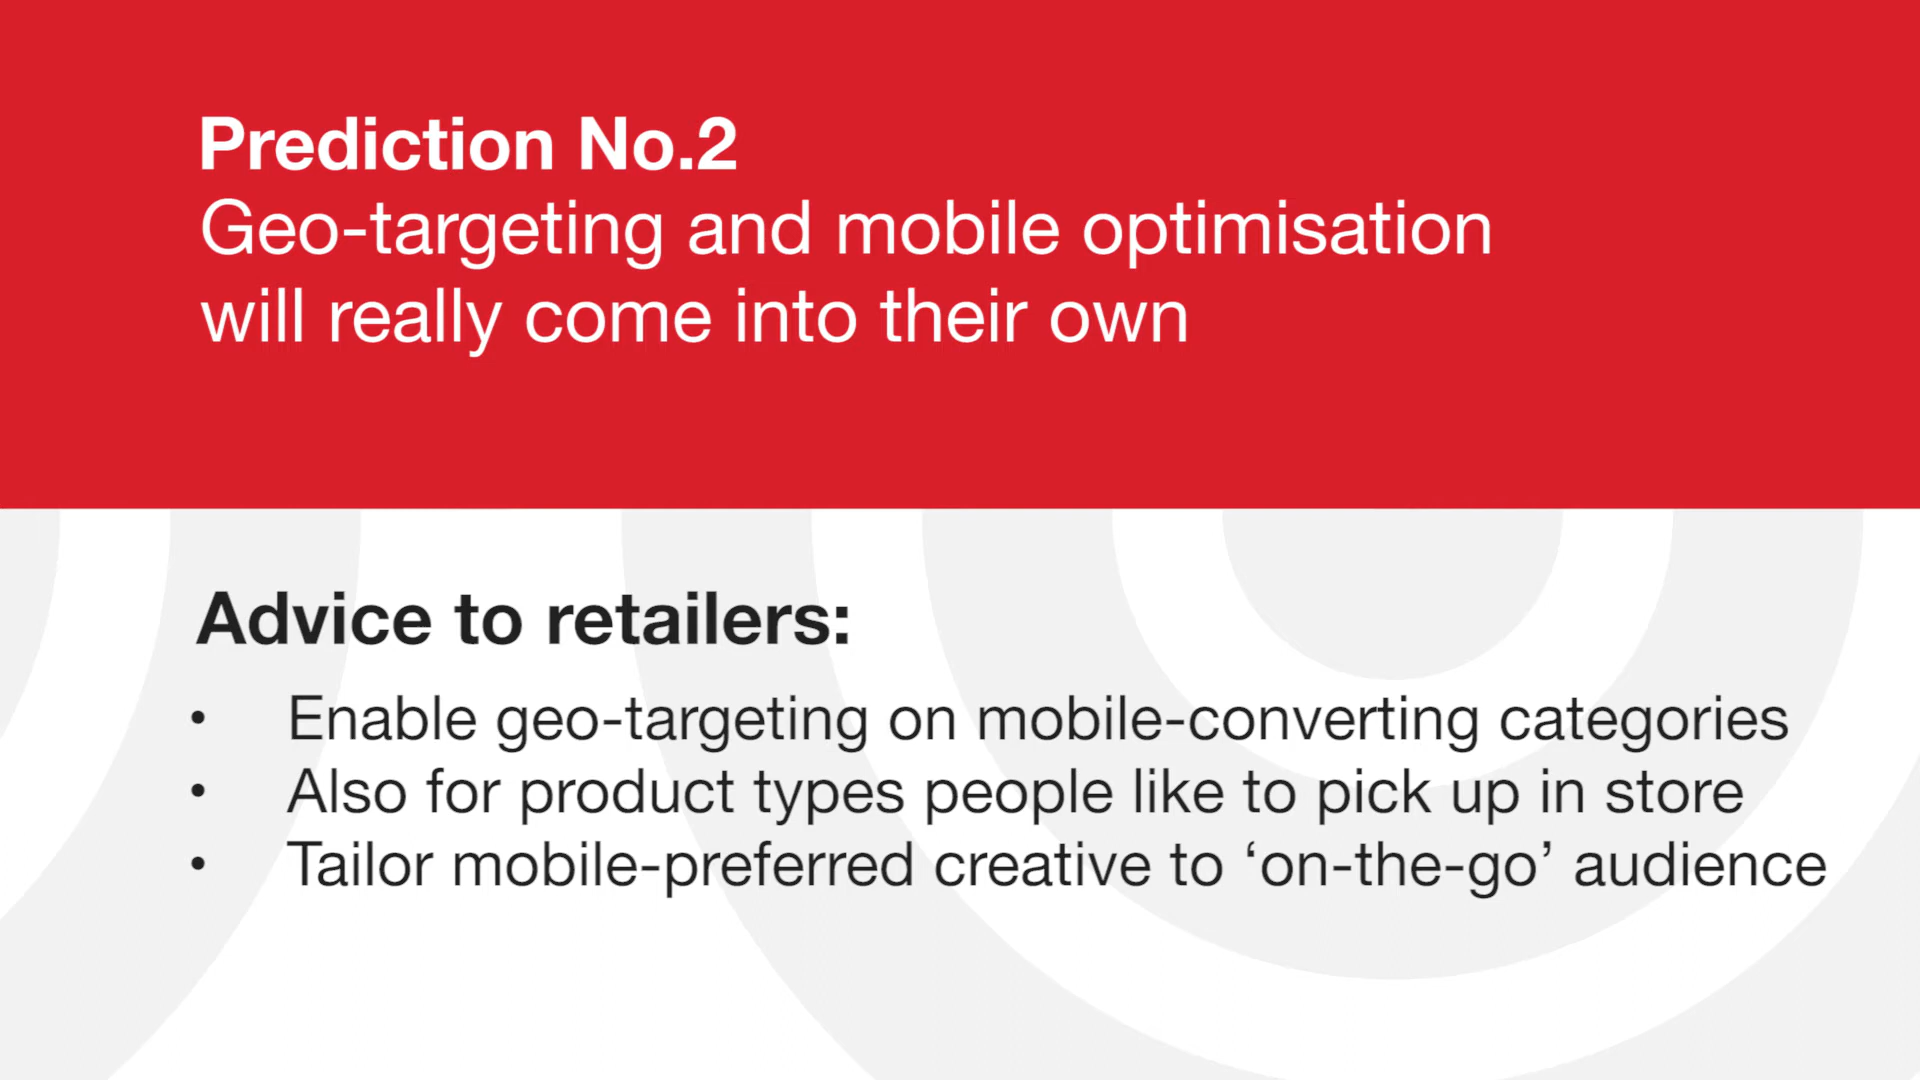 Prediction No.2
Geo-targeting and mobile optimisation
will really come into their own
Advice to retailers:
• Enable geo-targeting on mobile-converting categories
• Also for product types people like to pick up in store
• Tailor mobile-preferred creative to ‘on-the-go’ audience